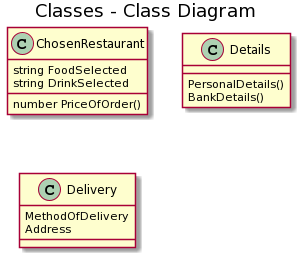 Classes - Class Diagram
C ChosenRestaurant
string FoodSelected
string DrinkSelected
number PriceOfOrder()
C Details
PersonalDetails()
BankDetails()
C Delivery
MethodOfDelivery
Address